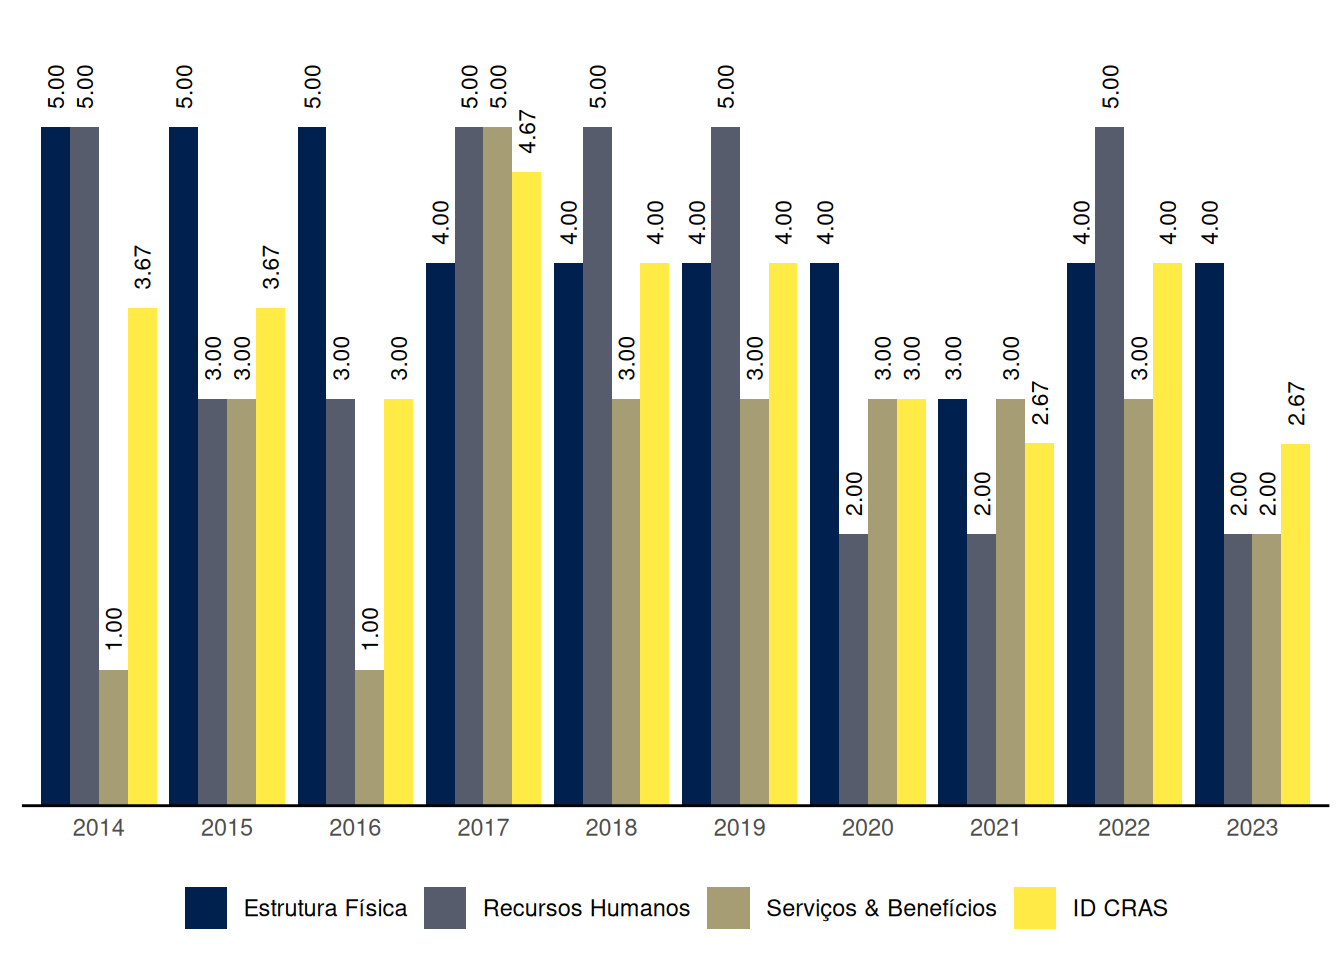 5.00 5.00 1.00 3.67
5.00 3.00 3.00 3.67
5.00 3.00 1.00 3.00
4.00 5.00 5.00 4.67
4.00 5.00 3.00 4.00
4.00 5.00 3.00 4.00
4.00 2.00 3.00 3.00
3.00 2.00 3.00 2.67
4.00 5.00 3.00 4.00
4.00 2.00 2.00 2.67
2014 2015 2016 2017 2018 2019 2020 2021 2022 2023
Estrutura Física Recursos Humanos Serviços & Benefícios ID CRAS